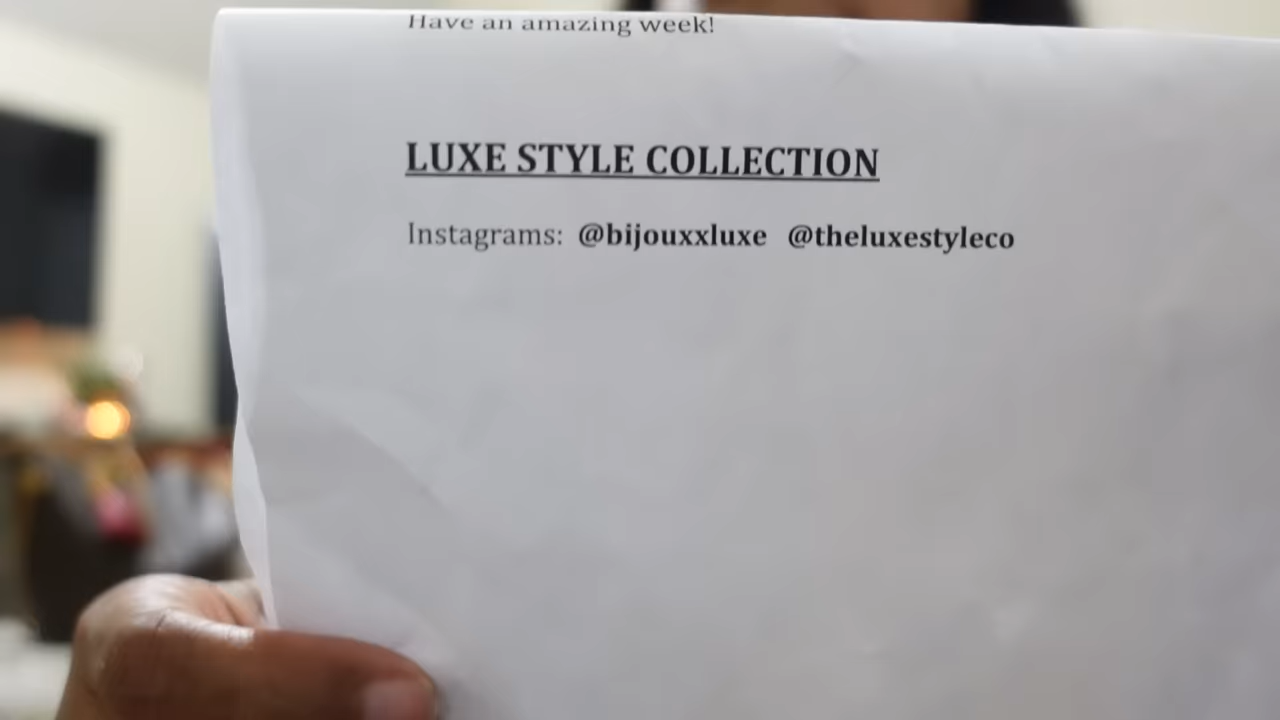 Have an amazing week!
LUXE STYLE COLLECTION
Instagrams: @bijouxxluxe @theluxestyleco